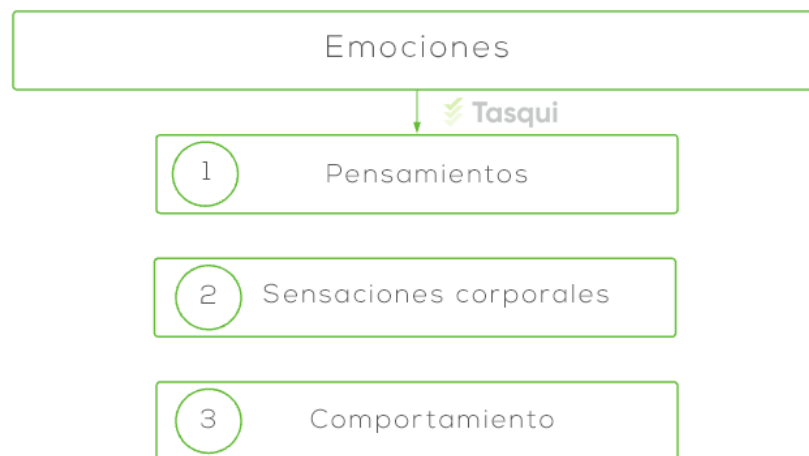 Emociones
Tasqui
1 Pensamientos
2 Sensaciones corporales
3 Comportamiento